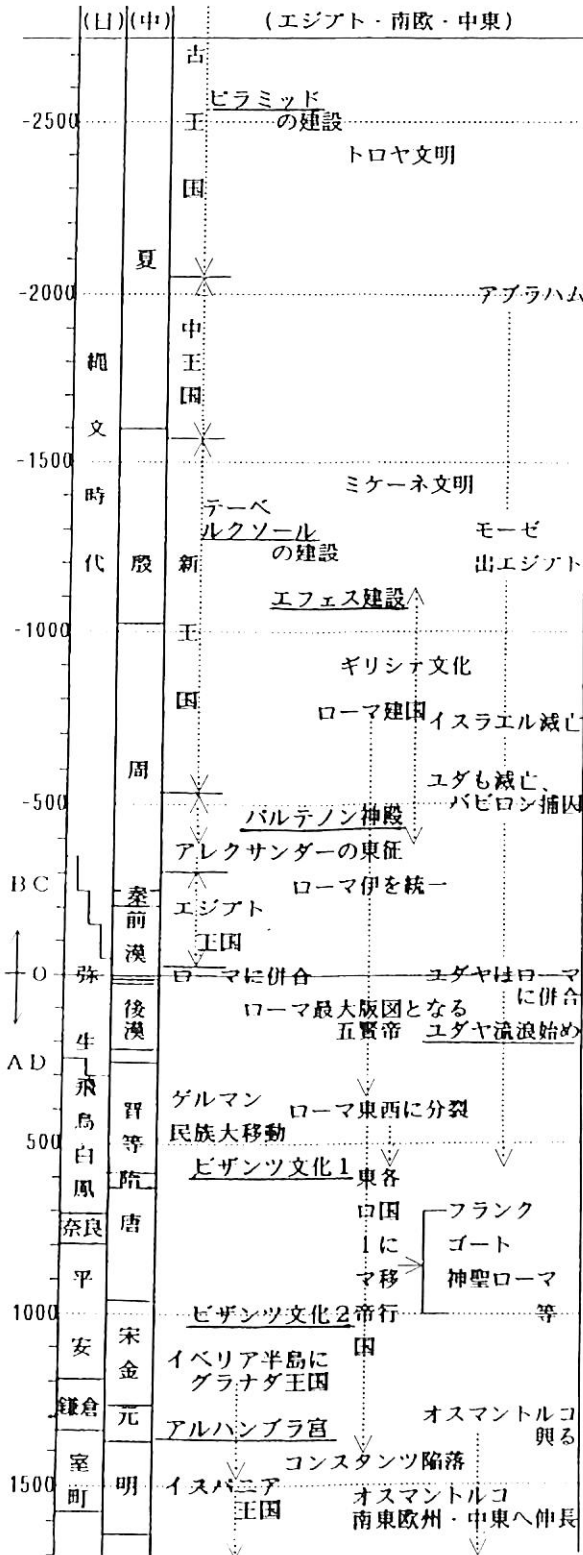 (日)(中) (エジプト・南欧・中東)
古王国
ピラミッド
の建設
-2500
トロヤ文明
夏
-2000
アブラハム
中王国
縄文時代
-1500
ミケーネ文明
テーベ
ルクソール
の建設
モーゼ
出エジプト
殷
新王国
エフェス建設
-1000
ギリシァ文化
ローマ建国
イスラエル滅亡
周
ユダも滅亡、
バビロン捕囚
-500
パルテノン神殿
アレクサンダーの東征
BC
秦
ローマ伊を統一
前漢
エジプト
王国
0
弥生
ローマに併合
ユダヤはローマ
に併合
後漢
ローマ最大版図となる
五賢帝
ユダヤ流浪始め
AD
飛鳥白鳳
晋等
ゲルマン
民族大移動
ローマ東西に分裂
500
ビザンツ文化1
隋
東ローマ帝国
各国に移行
唐
奈良
フランク
ゴート
神聖ローマ
等
平安
1000
ビザンツ文化2
宋
金
イベリア半島に
グラナダ王国
鎌倉
元
オスマントルコ
興る
アルハンブラ宮
室町
コンスタンツ陥落
1500
明
イスパニア
王国
オスマントルコ
南東欧州・中東へ伸長